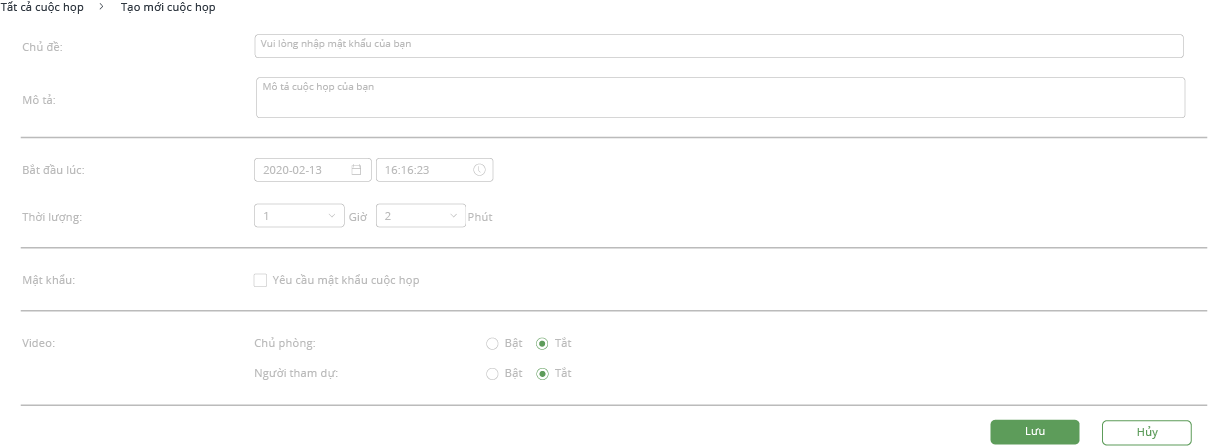 Tất cả cuộc họp > Tạo mới cuộc họp
Chủ đề: Vui lòng nhập mật khẩu của bạn
Mô tả: Mô tả cuộc họp của bạn
Bắt đầu lúc: 2020-02-13 16:16:23
Thời lượng: 1 Giờ 2 Phút
Mật khẩu: Yêu cầu mật khẩu cuộc họp
Video: Chủ phòng: Bật Tắt
Người tham dự: Bật Tắt
Lưu Hủy